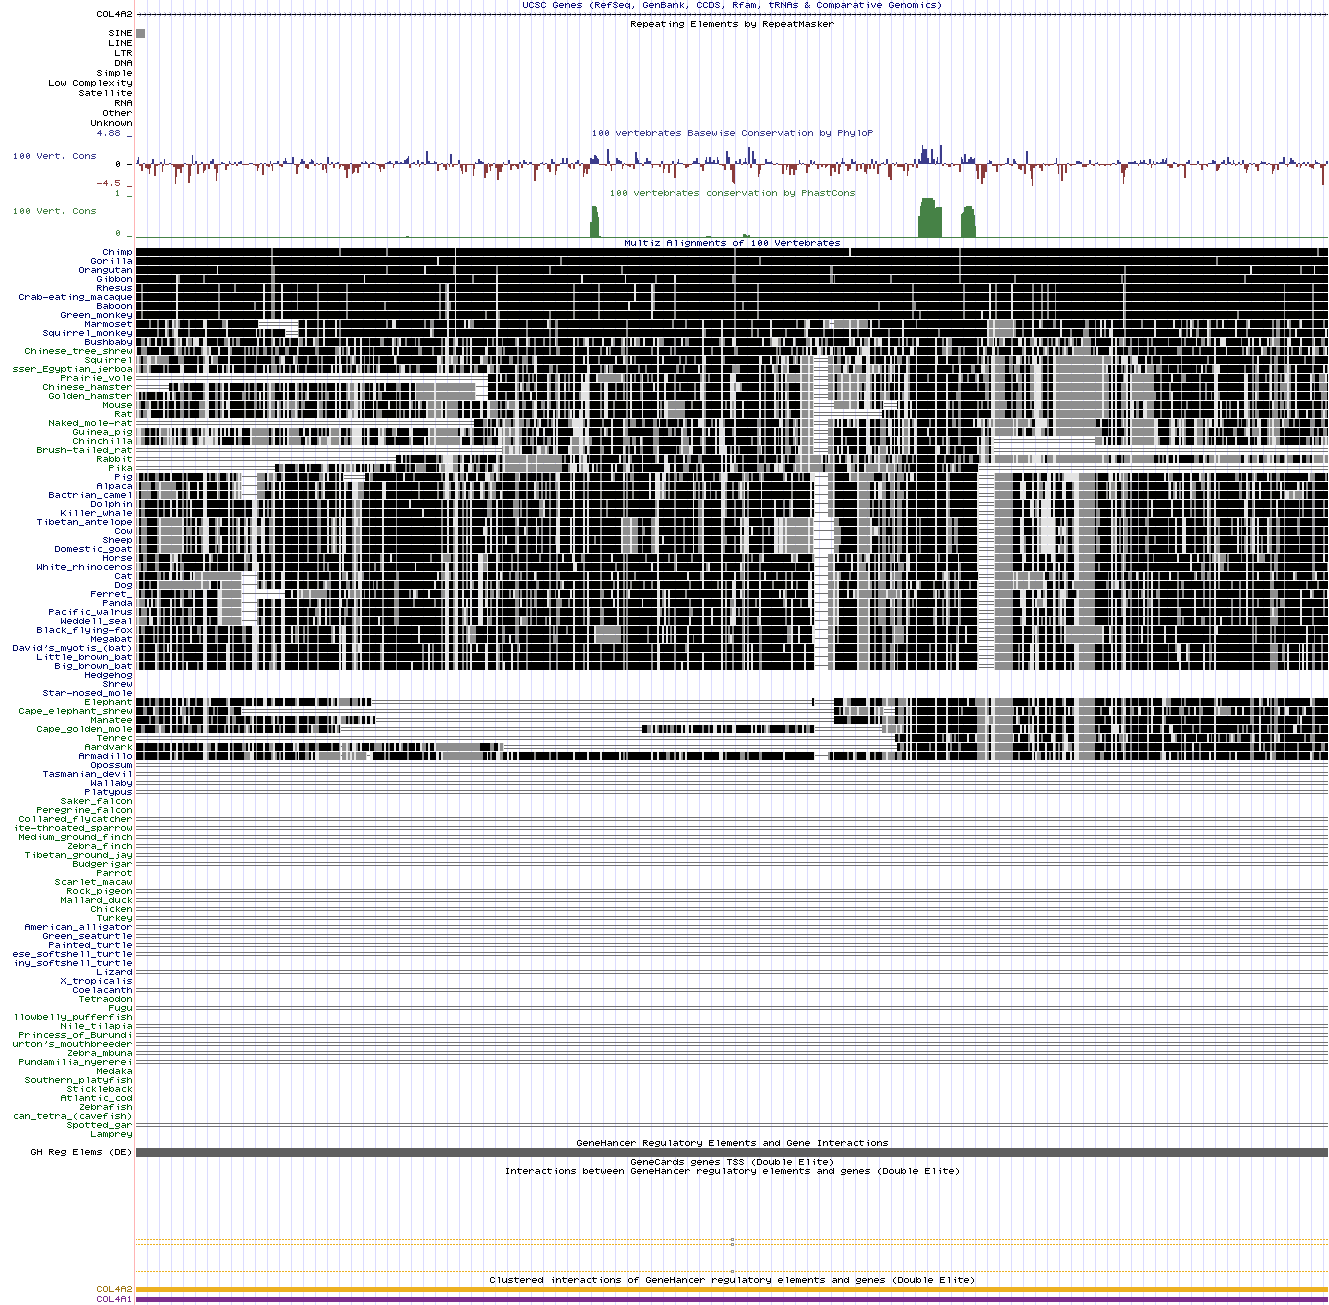 UCSC Genes (RefSeq, GenBank, CCDS, Rfam, tRNAs & Comparative Genomics)
COL4A2
Repeating Elements by RepeatMasker
SINE
LINE
LTR
DNA
Simple
Low Complexity
Satellite
RNA
Other
Unknown
4.88 _
100 vertebrates Basewise Conservation by PhyloP
100 Vert. Cons
0 _
-4.5 _
1 _
100 vertebrates conservation by PhastCons
100 Vert. Cons
0 _
Multiz Alignments of 100 Vertebrates
Chimp
Gorilla
Orangutan
Gibbon
Rhesus
Crab-eating_macaque
Baboon
Green_monkey
Marmoset
Squirrel_monkey
Bushbaby
Chinese_tree_shrew
Squirrel
sser_Egyptian_jerboa
Prairie_vole
Chinese_hamster
Golden_hamster
Mouse
Rat
Naked_mole-rat
Guinea_pig
Chinchilla
Brush-tailed_rat
Rabbit
Pika
Pig
Alpaca
Bactrian_camel
Dolphin
Killer_whale
Tibetan_antelope
Cow
Sheep
Domestic_goat
Horse
White_rhinoceros
Cat
Dog
Ferret_
Panda
Pacific_walrus
Weddell_seal
Black_flying-fox
Megabat
David's_myotis_(bat)
Little_brown_bat
Big_brown_bat
Hedgehog
Shrew
Star-nosed_mole
Elephant
Cape_elephant_shrew
Manatee
Cape_golden_mole
Tenrec
Aardvark
Armadillo
Opossum
Tasmanian_devil
Wallaby
Platypus
Saker_falcon
Peregrine_falcon
Collared_flycatcher
ite-throated_sparrow
Medium_ground_finch
Zebra_finch
Tibetan_ground_jay
Budgerigar
Parrot
Scarlet_macaw
Rock_pigeon
Mallard_duck
Chicken
Turkey
American_alligator
Green_seaturtle
Painted_turtle
ese_softshell_turtle
iny_softshell_turtle
Lizard
X_tropicalis
Coelacanth
Tetraodon
Fugu
llowbelly_pufferfish
Nile_tilapia
Princess_of_Burundi
urton's_mouthbreeder
Zebra_mbuna
Pundamilia_nyererei
Medaka
Southern_platyfish
Stickleback
Atlantic_cod
Zebrafish
can_tetra_(cavefish)
Spotted_gar
Lamprey
GeneHancer Regulatory Elements and Gene Interactions
GH Reg Elems (DE)
GeneCards genes TSS (Double Elite)
Interactions between GeneHancer regulatory elements and genes (Double Elite)
Clustered interactions of GeneHancer regulatory elements and genes (Double Elite)
COL4A2
COL4A1